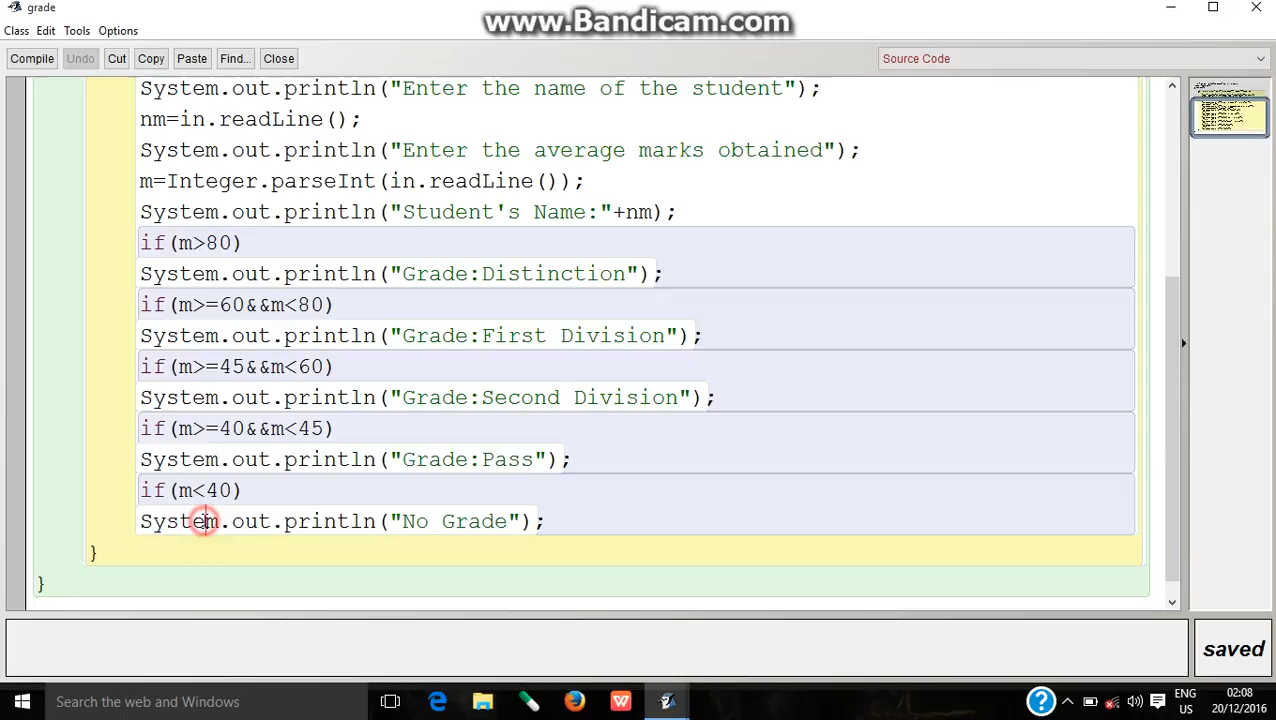 grade
www.Bandicam.com
Class Edit Tools Options
Compile Undo Cut Copy Paste Find... Close Source Code
System.out.println("Enter the name of the student");
nm=in.readLine();
System.out.println("Enter the average marks obtained");
m=Integer.parseInt(in.readLine());
System.out.println("Student's Name:"+nm);
if(m>80)
System.out.println("Grade:Distinction");
if(m>=60&&m<80)
System.out.println("Grade:First Division");
if(m>=45&&m<60)
System.out.println("Grade:Second Division");
if(m>=40&&m<45)
System.out.println("Grade:Pass");
if(m<40)
System.out.println("No Grade");
}
}
saved
Search the web and Windows
ENG 02:08
US 20/12/2016